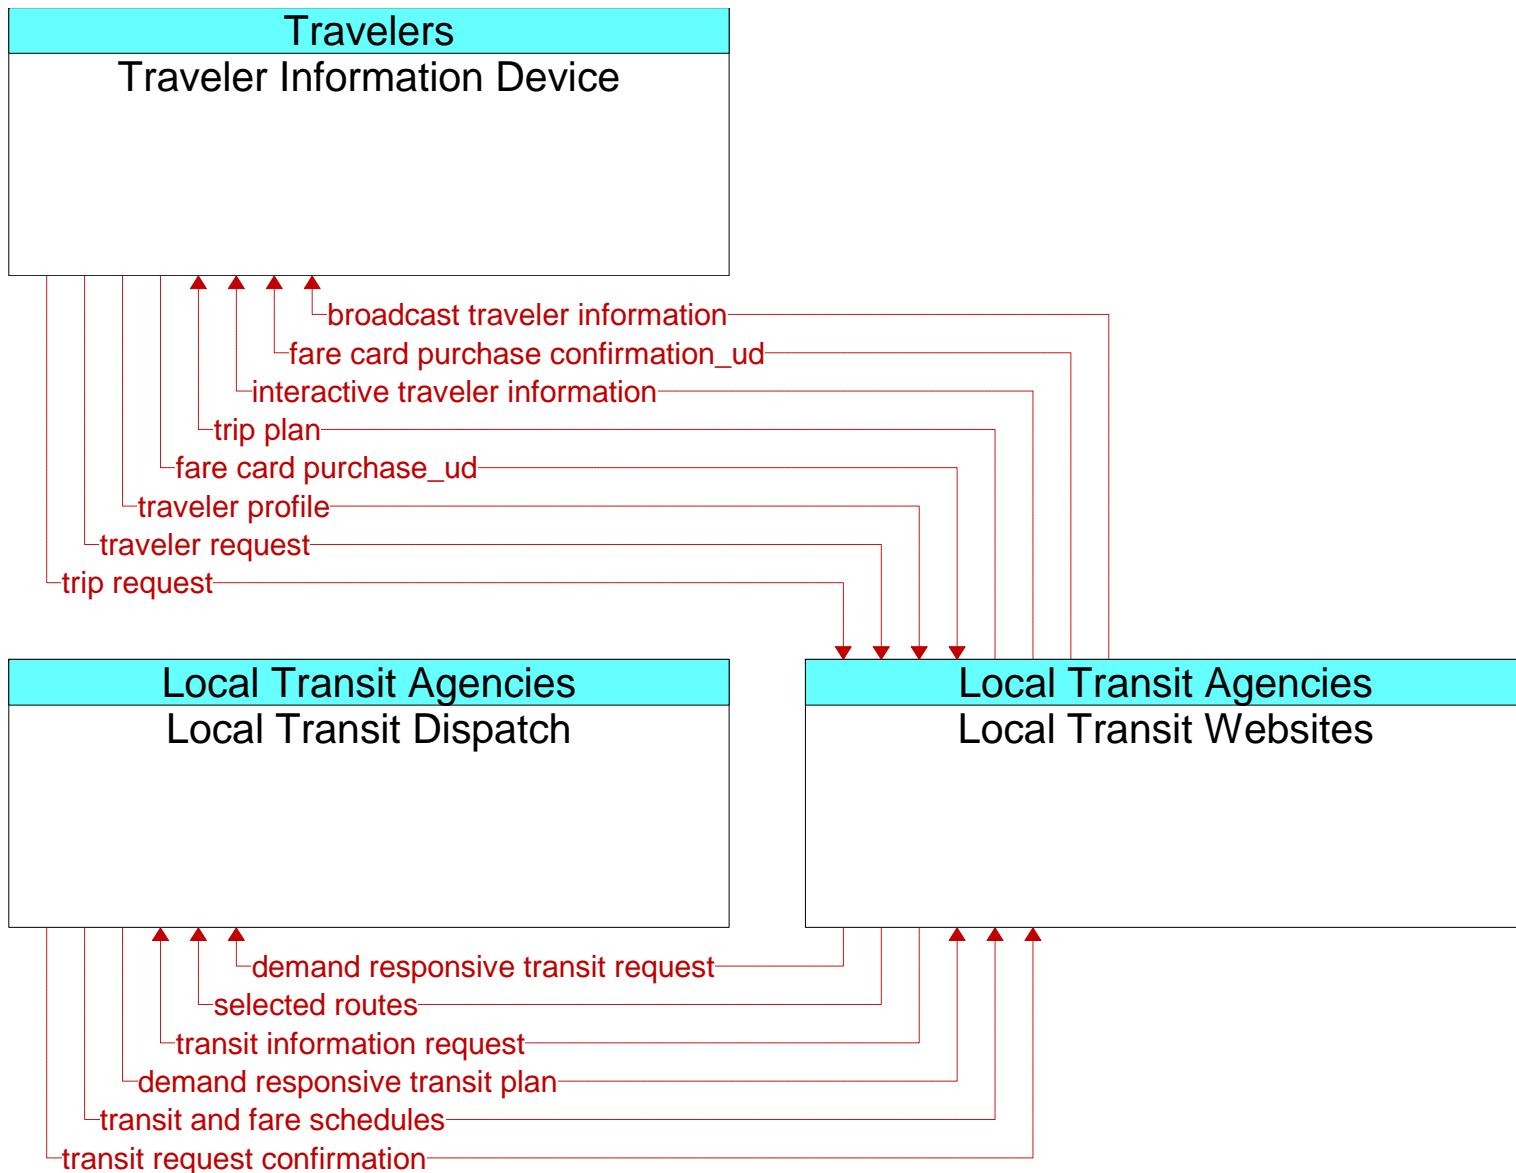 Travelers
Traveler Information Device
broadcast traveler information
fare card purchase confirmation_ud
interactive traveler information
trip plan
fare card purchase_ud
traveler profile
traveler request
trip request
Local Transit Agencies
Local Transit Dispatch
Local Transit Agencies
Local Transit Websites
demand responsive transit request
selected routes
transit information request
demand responsive transit plan
transit and fare schedules
transit request confirmation